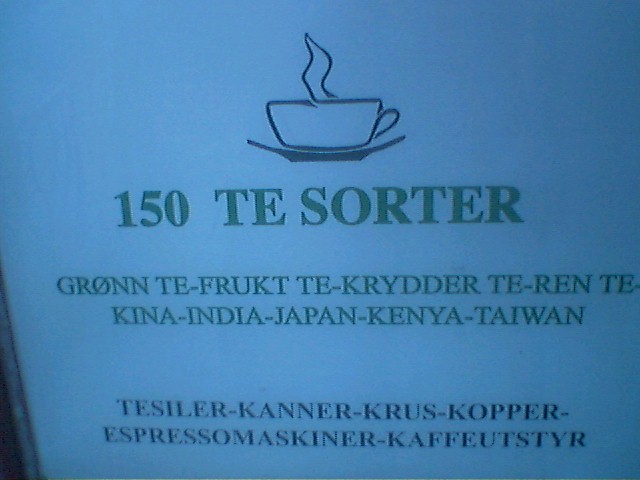 150 TE SORTER
GRØNN TE-FRUKT TE-KRYDDER TE-REN TE-
KINA-INDIA-JAPAN-KENYA-TAIWAN
TESILER-KANNER-KRUS-KOPPER-
ESPRESSOMASKINER-KAFFEUTSTYR